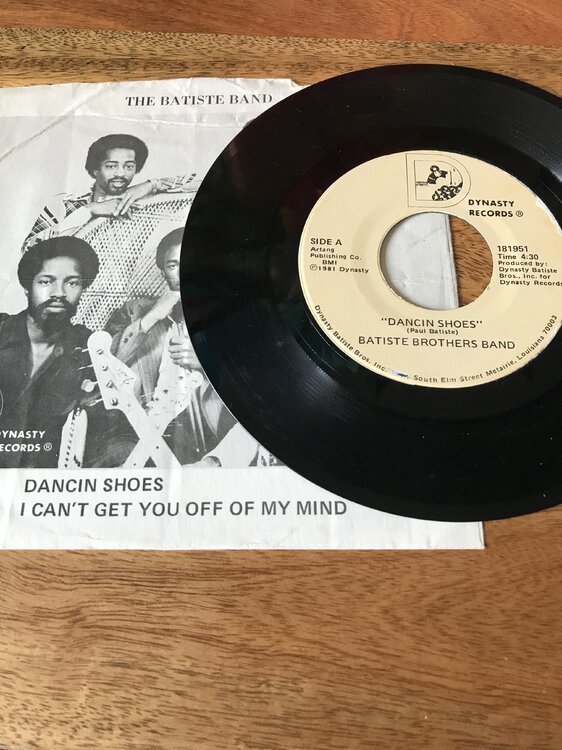 THE BATISTE BAND
DYNASTY
RECORDS®
DANCIN SHOES
I CAN'T GET YOU OFF OF MY MIND
DYNASTY
RECORDS®
SIDE A
Artang
Publishing Co.
BMI
℗1981 Dynasty
181951
Time 4:30
Produced by:
Dynasty Batiste
Bros., Inc. for
Dynasty Records
"DANCIN SHOES"
(Paul Batiste)
BATISTE BROTHERS BAND
Dynasty Batiste Bros. Inc. South Elm Street Metairie, Louisiana 70003